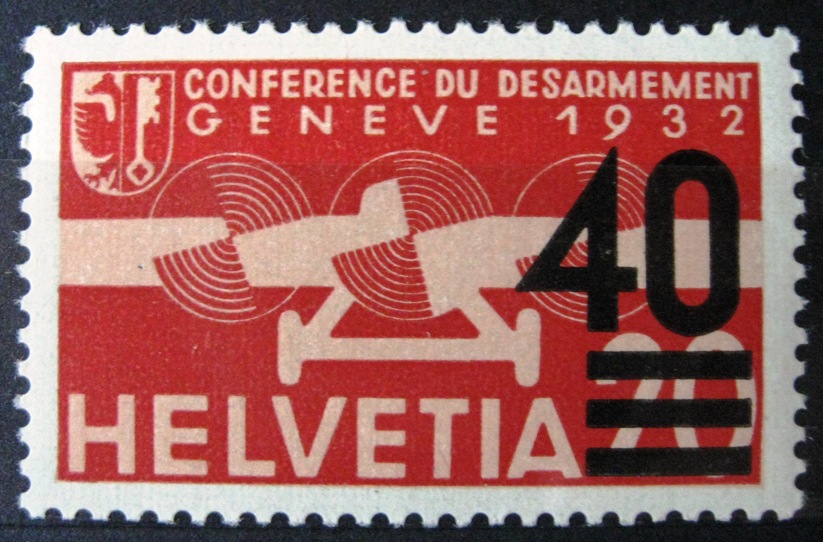 CONFERENCE DU DESARMEMENT
GENEVE 1932
40
20
HELVETIA